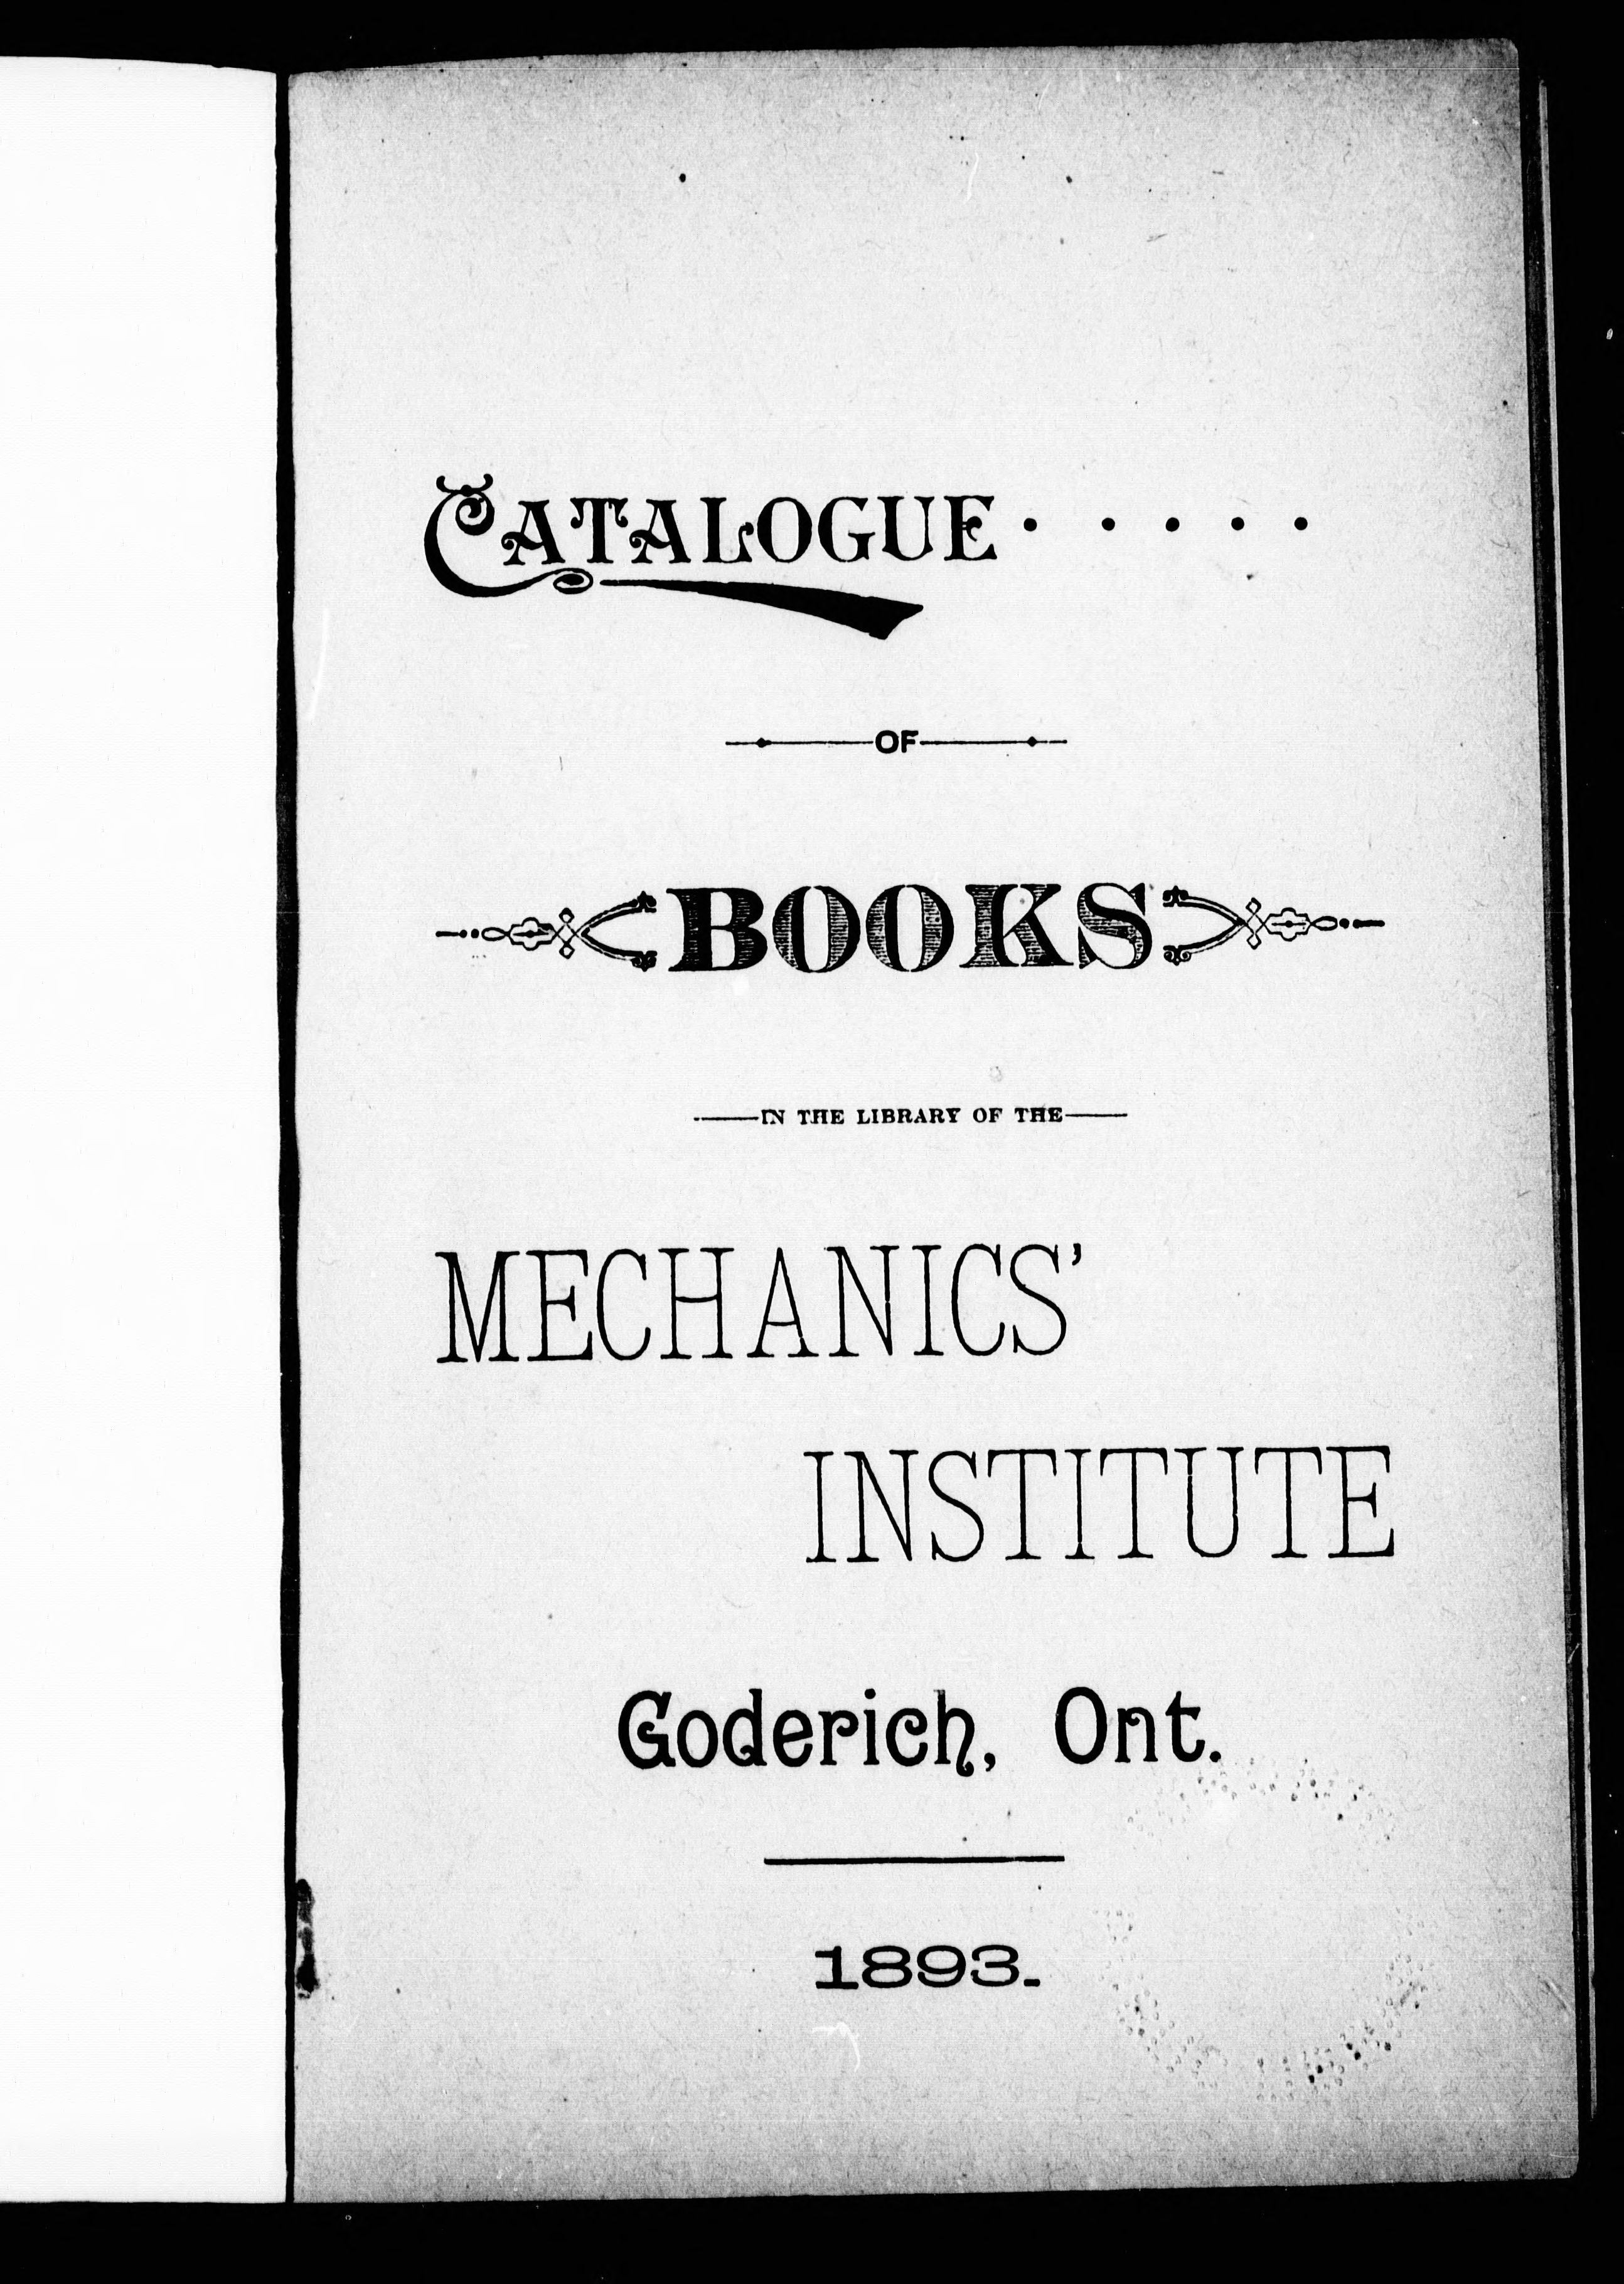 CATALOGUE . . . . .
OF
BOOKS
IN THE LIBRARY OF THE
MECHANICS'
INSTITUTE
Goderich, Ont.
1893.